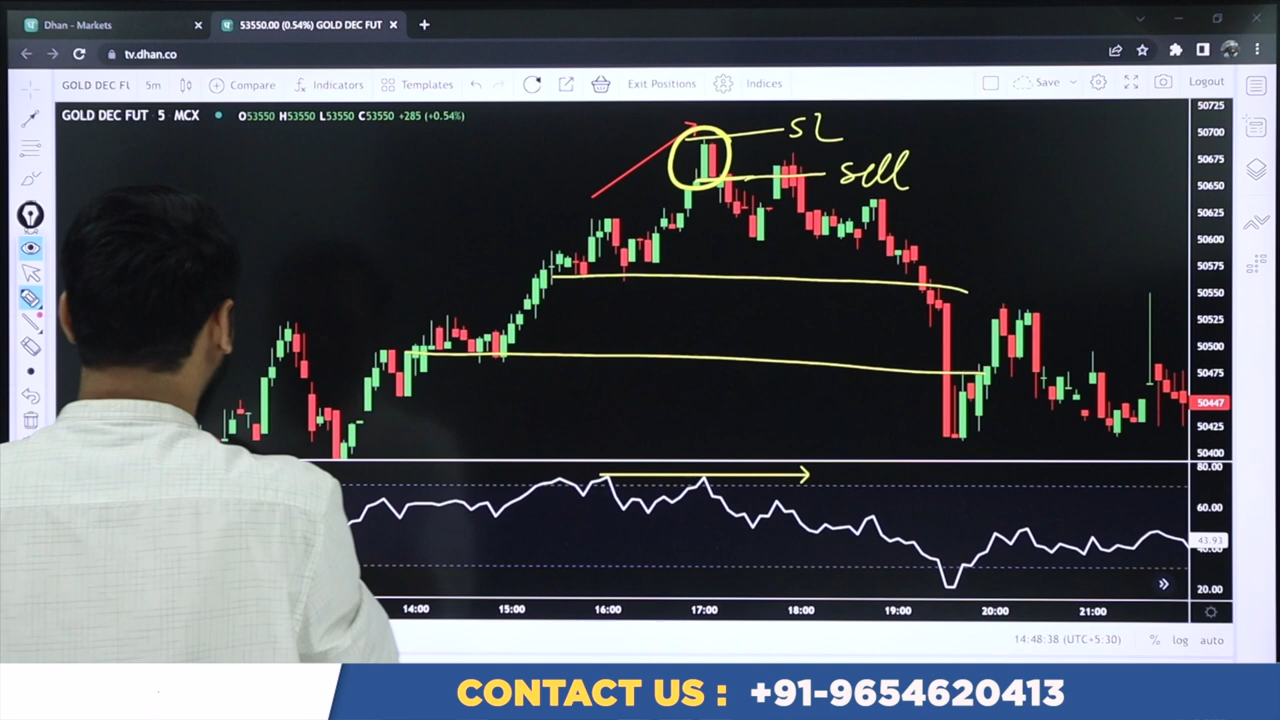 Dhan - Markets
53550.00 (0.54%) GOLD DEC FUT
tv.dhan.co
GOLD DEC FU 5m Compare Indicators Templates Exit Positions Indices Save Logout
GOLD DEC FUT · 5 · MCX O53550 H53550 L53550 C53550 +285 (+0.54%)
50725
50700
50675
50650
50625
50600
50575
50550
50525
50500
50475
50447
50425
50400
SL
sell
80.00
60.00
43.93
40.00
20.00
14:00 15:00 16:00 17:00 18:00 19:00 20:00 21:00
14:48:38 (UTC+5:30) % log auto
CONTACT US : +91-9654620413